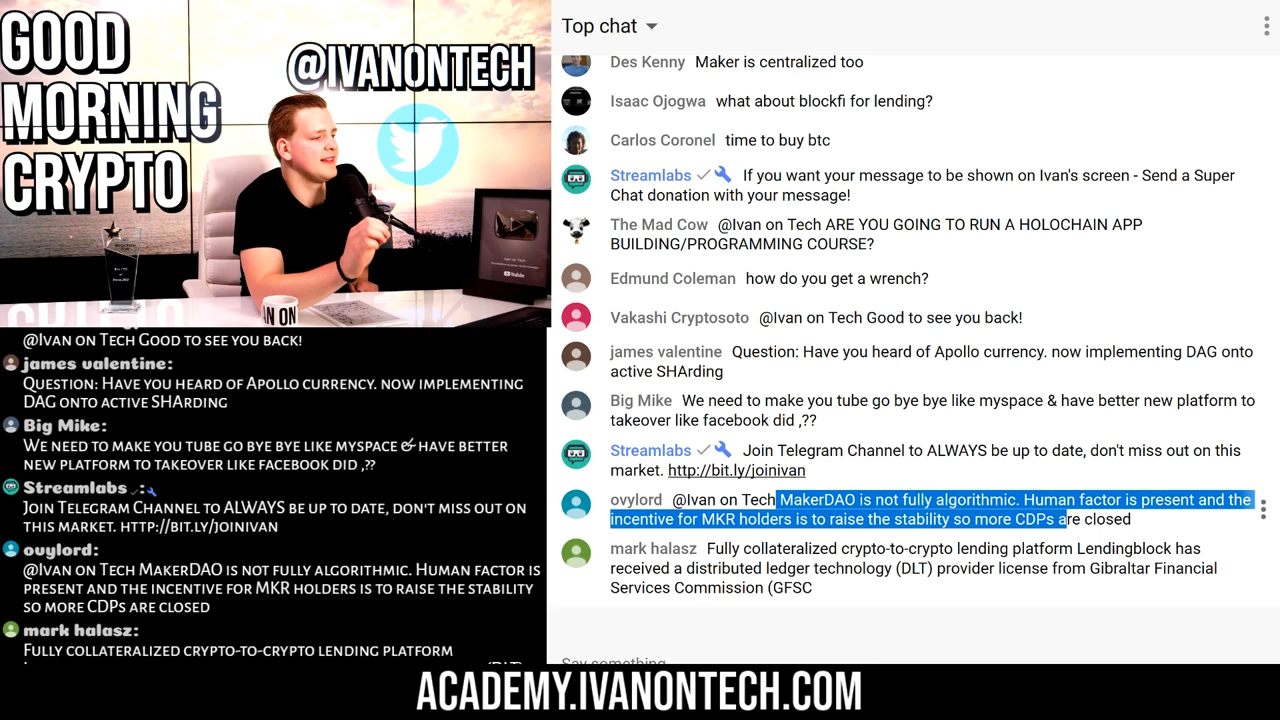 GOOD
MORNING
CRYPTO
@IVANONTECH
Ivan on Tech
YouTube
AN ON
@Ivan on Tech Good to see you back!
james valentine:
Question: Have you heard of Apollo currency. now implementing
DAG onto active SHArding
Big Mike:
We need to make you tube go bye bye like myspace & have better
new platform to takeover like facebook did ,??
Streamlabs :
Join Telegram Channel to ALWAYS be up to date, don't miss out on
this market. http://bit.ly/joinivan
ovylord:
@Ivan on Tech MakerDAO is not fully algorithmic. Human factor is
present and the incentive for MKR holders is to raise the stability
so more CDPs are closed
mark halasz:
Fully collateralized crypto-to-crypto lending platform
Top chat
Des Kenny Maker is centralized too
Isaac Ojogwa what about blockfi for lending?
Carlos Coronel time to buy btc
Streamlabs If you want your message to be shown on Ivan's screen - Send a Super
Chat donation with your message!
The Mad Cow @Ivan on Tech ARE YOU GOING TO RUN A HOLOCHAIN APP
BUILDING/PROGRAMMING COURSE?
Edmund Coleman how do you get a wrench?
Vakashi Cryptosoto @Ivan on Tech Good to see you back!
james valentine Question: Have you heard of Apollo currency. now implementing DAG onto
active SHArding
Big Mike We need to make you tube go bye bye like myspace & have better new platform to
takeover like facebook did ,??
Streamlabs Join Telegram Channel to ALWAYS be up to date, don't miss out on this
market. http://bit.ly/joinivan
ovylord @Ivan on Tech MakerDAO is not fully algorithmic. Human factor is present and the
incentive for MKR holders is to raise the stability so more CDPs are closed
mark halasz Fully collateralized crypto-to-crypto lending platform Lendingblock has
received a distributed ledger technology (DLT) provider license from Gibraltar Financial
Services Commission (GFSC
Say something
ACADEMY.IVANONTECH.COM